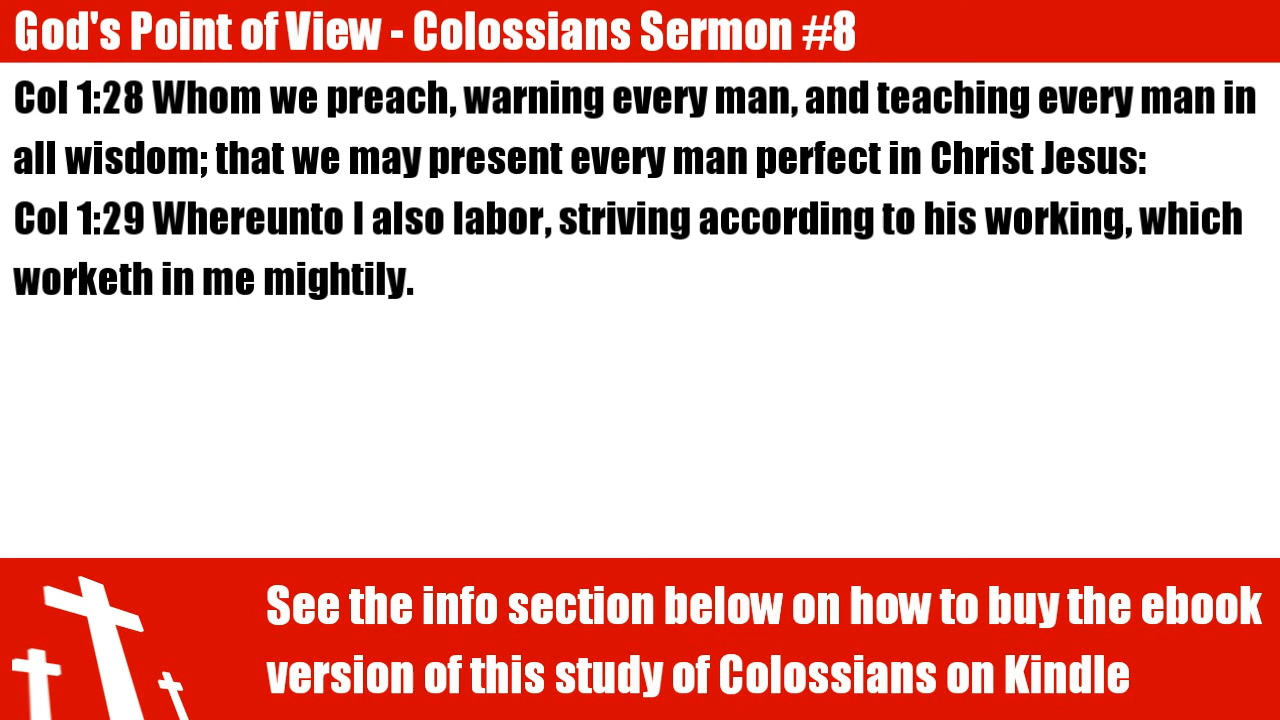 God's Point of View - Colossians Sermon #8
Col 1:28 Whom we preach, warning every man, and teaching every man in
all wisdom; that we may present every man perfect in Christ Jesus:
Col 1:29 Whereunto I also labor, striving according to his working, which
worketh in me mightily.
See the info section below on how to buy the ebook
version of this study of Colossians on Kindle